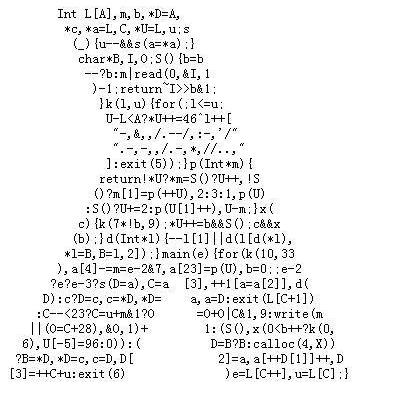 Int L[A],m,b,*D=A,
*c,*a=L,C,*U=L,u;s
(_){u--&&s(a=*a);}
char*B,I,O;S(){b=b
--?b:m|read(0,&I,1
)-1;return~I>>b&1;
}k(l,u){for(;l<=u;
U-L<A?*U++=46^l++[
"-,&,,/.--/,:-,'/"
".-,-,,/.-,*,//..,"
]:exit(5));}p(Int*m){
return!*U?*m=S()?U++,!S
()?m[1]=p(++U),2:3:1,p(U)
:S()?U+=2:p(U[1]++),U-m;}x(
c){k(7*!b,9);*U++=b&&S();c&&x
(b);}d(Int*l){--l[1]||d(l[d(*l),
*l=B,B=l,2]);}main(e){for(k(10,33
),a[4]-=m=e-2&7,a[23]=p(U),b=0;;e-2
?e?e-3?s(D=a),C=a [3],++1[a=a[2]],d(
D):c?D=c,c=*D,*D= a,a=D:exit(L[C+1])
:C--<23?C=u+m&1?O =O+O|C&1,9:write(m
||(O=C+28),&O,1)+ 1:(S(),x(0<b++?k(0,
6),U[-5]=96:0)):( D=B?B:calloc(4,X))
?B=*D,*D=c,c=D,D[ 2]=a,a[++D[1]]++,D
[3]=++C+u:exit(6) )e=L[C++],u=L[C];}